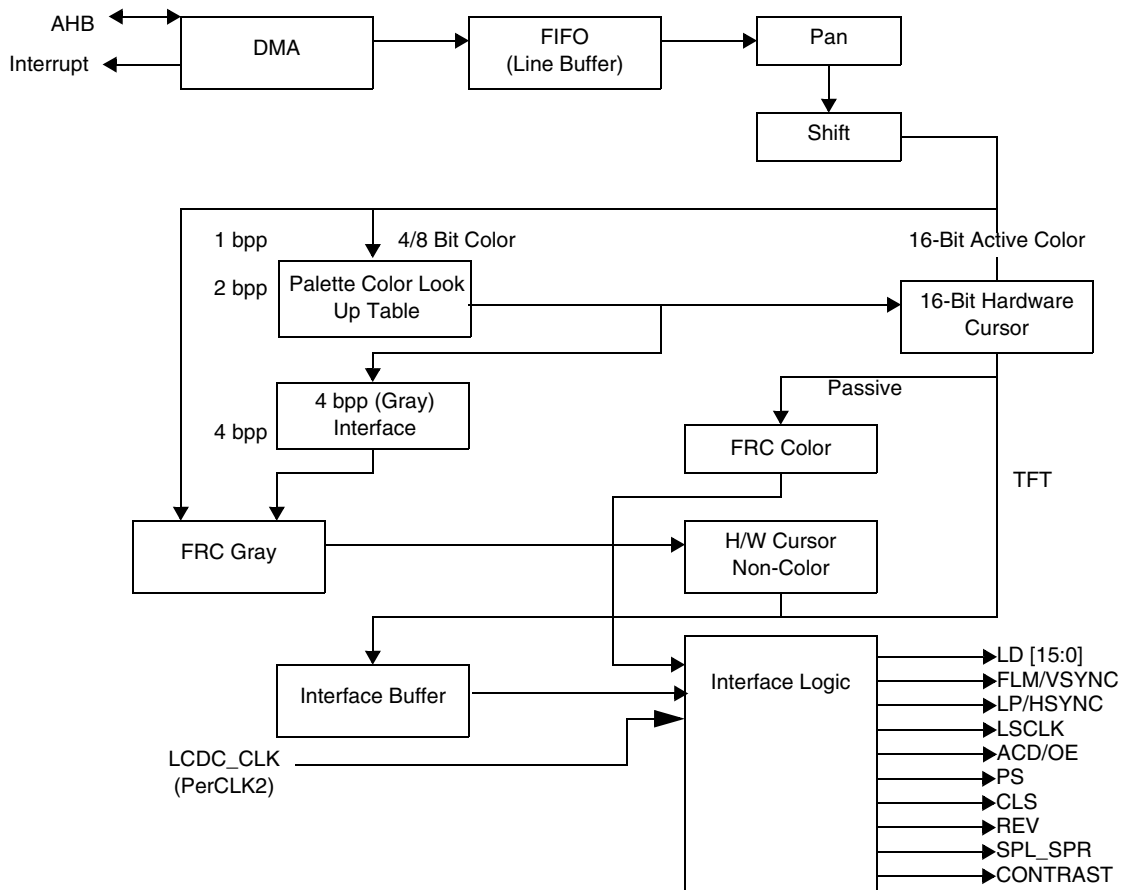 AHB
Interrupt
DMA
FIFO
(Line Buffer)
Pan
Shift
1 bpp
2 bpp
4/8 Bit Color
16-Bit Active Color
Palette Color Look
Up Table
16-Bit Hardware
Cursor
4 bpp (Gray)
Interface
4 bpp
Passive
FRC Color
TFT
FRC Gray
H/W Cursor
Non-Color
Interface Buffer
Interface Logic
LCDC_CLK
(PerCLK2)
LD [15:0]
FLM/VSYNC
LP/HSYNC
LSCLK
ACD/OE
PS
CLS
REV
SPL_SPR
CONTRAST